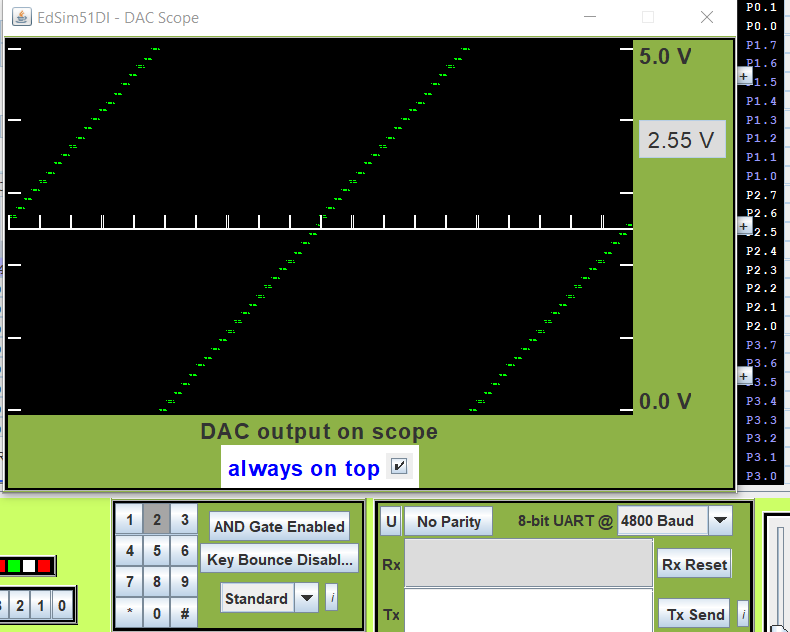 EdSim51DI - DAC Scope
5.0 V
2.55 V
0.0 V
DAC output on scope
always on top
P0.1
P0.0
P1.7
P1.6
+
1.5
P1.4
P1.3
P1.2
P1.1
P1.0
P2.7
P2.6
+
2.5
P2.4
P2.3
P2.2
P2.1
P2.0
P3.7
P3.6
+
3.5
P3.4
P3.3
P3.2
P3.1
P3.0
2 1 0
1 2 3
4 5 6
7 8 9
* 0 #
AND Gate Enabled
Key Bounce Disabl...
Standard
i
U
No Parity
8-bit UART @
4800 Baud
Rx
Rx Reset
Tx
Tx Send
i